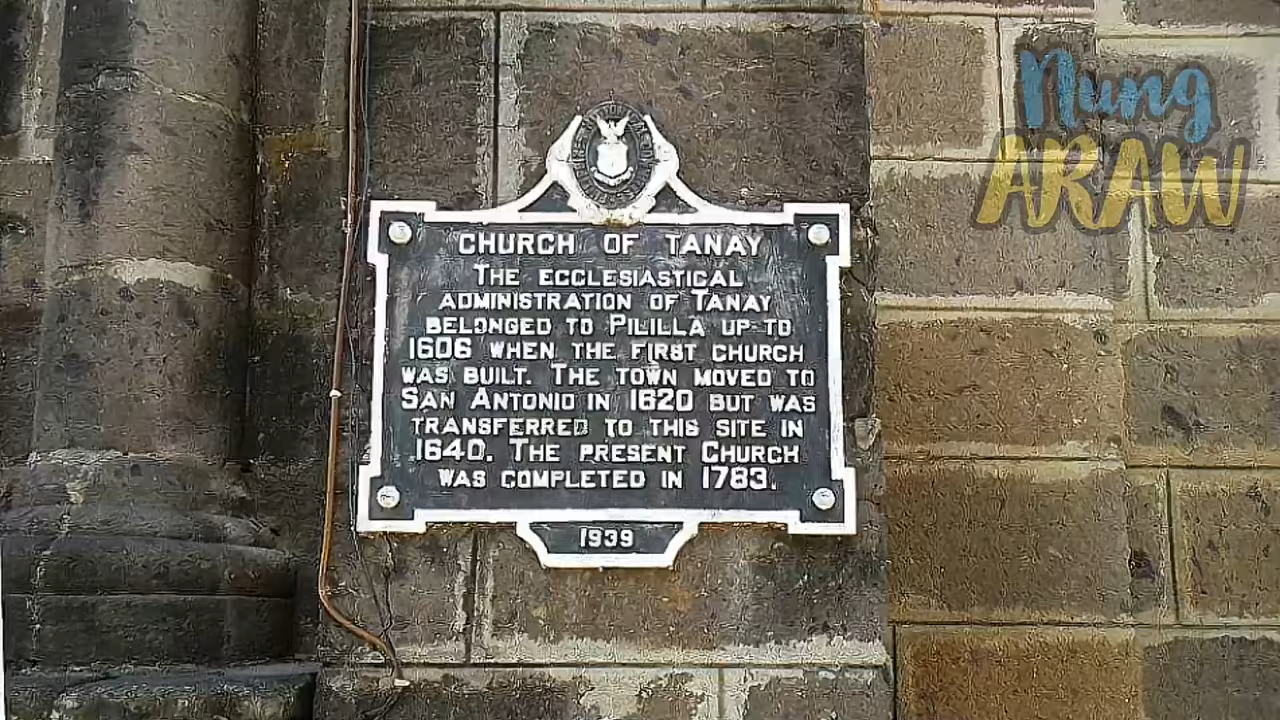 Nung
ARAW
CHURCH OF TANAY
THE ECCLESIASTICAL
ADMINISTRATION OF TANAY
BELONGED TO PILILLA UP TO
1606 WHEN THE FIRST CHURCH
WAS BUILT. THE TOWN MOVED TO
SAN ANTONIO IN 1620 BUT WAS
TRANSFERRED TO THIS SITE IN
1640. THE PRESENT CHURCH
WAS COMPLETED IN 1783.
1939